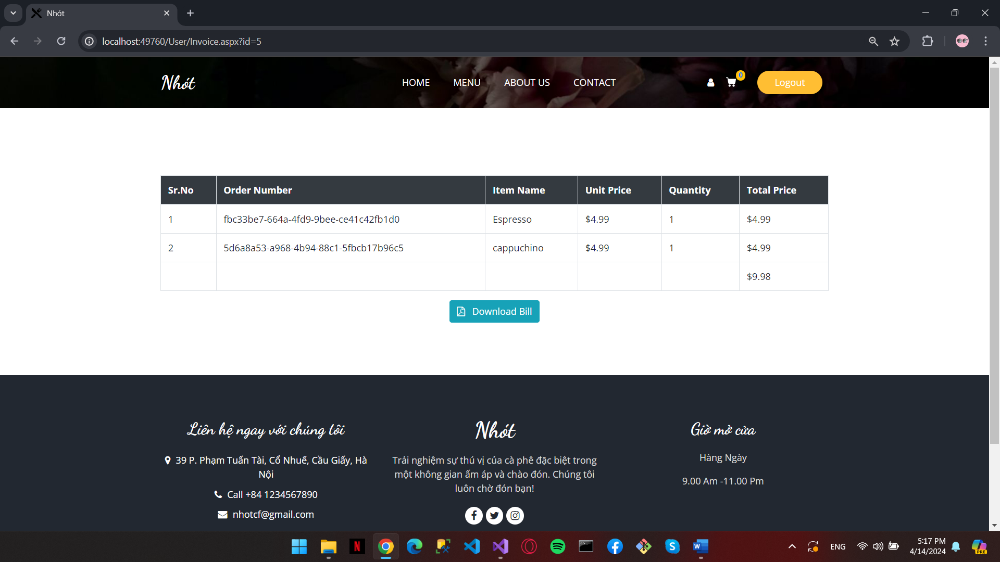 Nhót
localhost:49760/User/Invoice.aspx?id=5
Nhót
HOME MENU ABOUT US CONTACT
0
Logout
Sr.No Order Number Item Name Unit Price Quantity Total Price
1 fbc33be7-664a-4fd9-9bee-ce41c42fb1d0 Espresso $4.99 1 $4.99
2 5d6a8a53-a968-4b94-88c1-5fbcb17b96c5 cappuchino $4.99 1 $4.99
$9.98
Download Bill
Liên hệ ngay với chúng tôi
39 P. Phạm Tuấn Tài, Cổ Nhuế, Cầu Giấy, Hà
Nội
Call +84 1234567890
nhotcf@gmail.com
Nhót
Trải nghiệm sự thú vị của cà phê đặc biệt trong
một không gian ấm áp và chào đón. Chúng tôi
luôn chờ đón bạn!
Giờ mở cửa
Hàng Ngày
9.00 Am -11.00 Pm
ENG
5:17 PM
4/14/2024
PRE